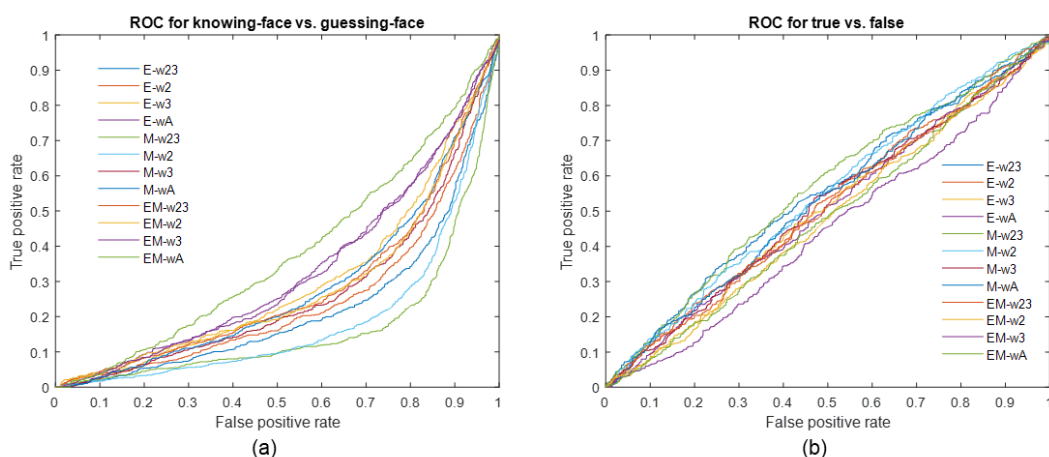 ROC for knowing-face vs. guessing-face
1
0.9
0.8
0.7
0.6
0.5
0.4
0.3
0.2
0.1
0
True positive rate
E-w23
E-w2
E-w3
E-wA
M-w23
M-w2
M-w3
M-wA
EM-w23
EM-w2
EM-w3
EM-wA
0 0.1 0.2 0.3 0.4 0.5 0.6 0.7 0.8 0.9 1
False positive rate
(a)
ROC for true vs. false
1
0.9
0.8
0.7
0.6
0.5
0.4
0.3
0.2
0.1
0
True positive rate
E-w23
E-w2
E-w3
E-wA
M-w23
M-w2
M-w3
M-wA
EM-w23
EM-w2
EM-w3
EM-wA
0 0.1 0.2 0.3 0.4 0.5 0.6 0.7 0.8 0.9 1
False positive rate
(b)